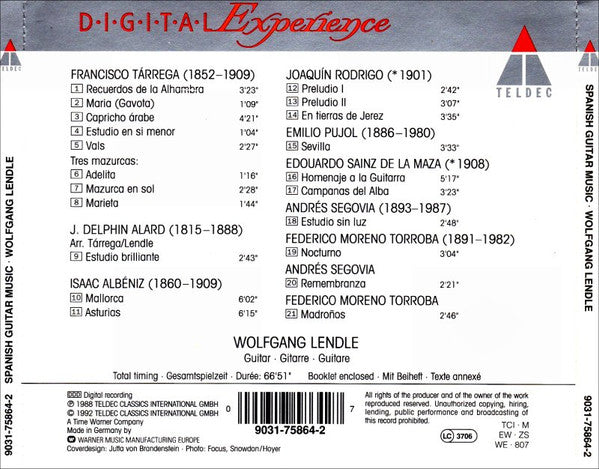 DIGITAL Experience
TELDEC
TELDEC
FRANCISCO TÁRREGA (1852-1909)
1 Recuerdos de la Alhambra 3'23"
2 Maria (Gavota) 1'09"
3 Capricho árabe 4'21"
4 Estudio en si menor 1'04"
5 Vals 2'27"
Tres mazurcas:
6 Adelita 1'16"
7 Mazurca en sol 2'28"
8 Marieta 1'44"
J. DELPHIN ALARD (1815-1888)
Arr. Tárrega/Lendle
9 Estudio brilliante 2'43"
ISAAC ALBÉNIZ (1860-1909)
10 Mallorca 6'02"
11 Asturias 6'15"
JOAQUÍN RODRIGO (*1901)
12 Preludio I 2'42"
13 Preludio II 3'07"
14 En tierras de Jerez 3'35"
EMILIO PUJOL (1886-1980)
15 Sevilla 3'33"
EDOUARDO SAINZ DE LA MAZA (*1908)
16 Homenaje a la Guitarra 5'17"
17 Campanas del Alba 3'23"
ANDRÉS SEGOVIA (1893-1987)
18 Estudio sin luz 2'48"
FEDERICO MORENO TORROBA (1891-1982)
19 Nocturno 3'04"
ANDRÉS SEGOVIA
20 Remembranza 2'21"
FEDERICO MORENO TORROBA
21 Madroños 2'46"
WOLFGANG LENDLE
Guitar · Gitarre · Guitare
Total timing · Gesamtspielzeit · Durée: 66'51" Booklet enclosed · Mit Beiheft · Texte annexé
DDD Digital recording
Ⓟ 1988 TELDEC CLASSICS INTERNATIONAL GMBH
© 1992 TELDEC CLASSICS INTERNATIONAL GMBH
A Time Warner Company
Made in Germany by
WARNER MUSIC MANUFACTURING EUROPE
Coverdesign: Jutta von Brandenstein · Photo: Focus, Snowdon/Hoyer
0 7
9031-75864-2
All rights of the producer and of the owner of the work
reproduced reserved. Unauthorized copying, hiring,
lending, public performance and broadcasting of
this record prohibited.
LC 3706
TCI · M
EW · ZS
WE · 807
9031-75864-2 SPANISH GUITAR MUSIC · WOLFGANG LENDLE
SPANISH GUITAR MUSIC · WOLFGANG LENDLE 9031-75864-2
TELDEC